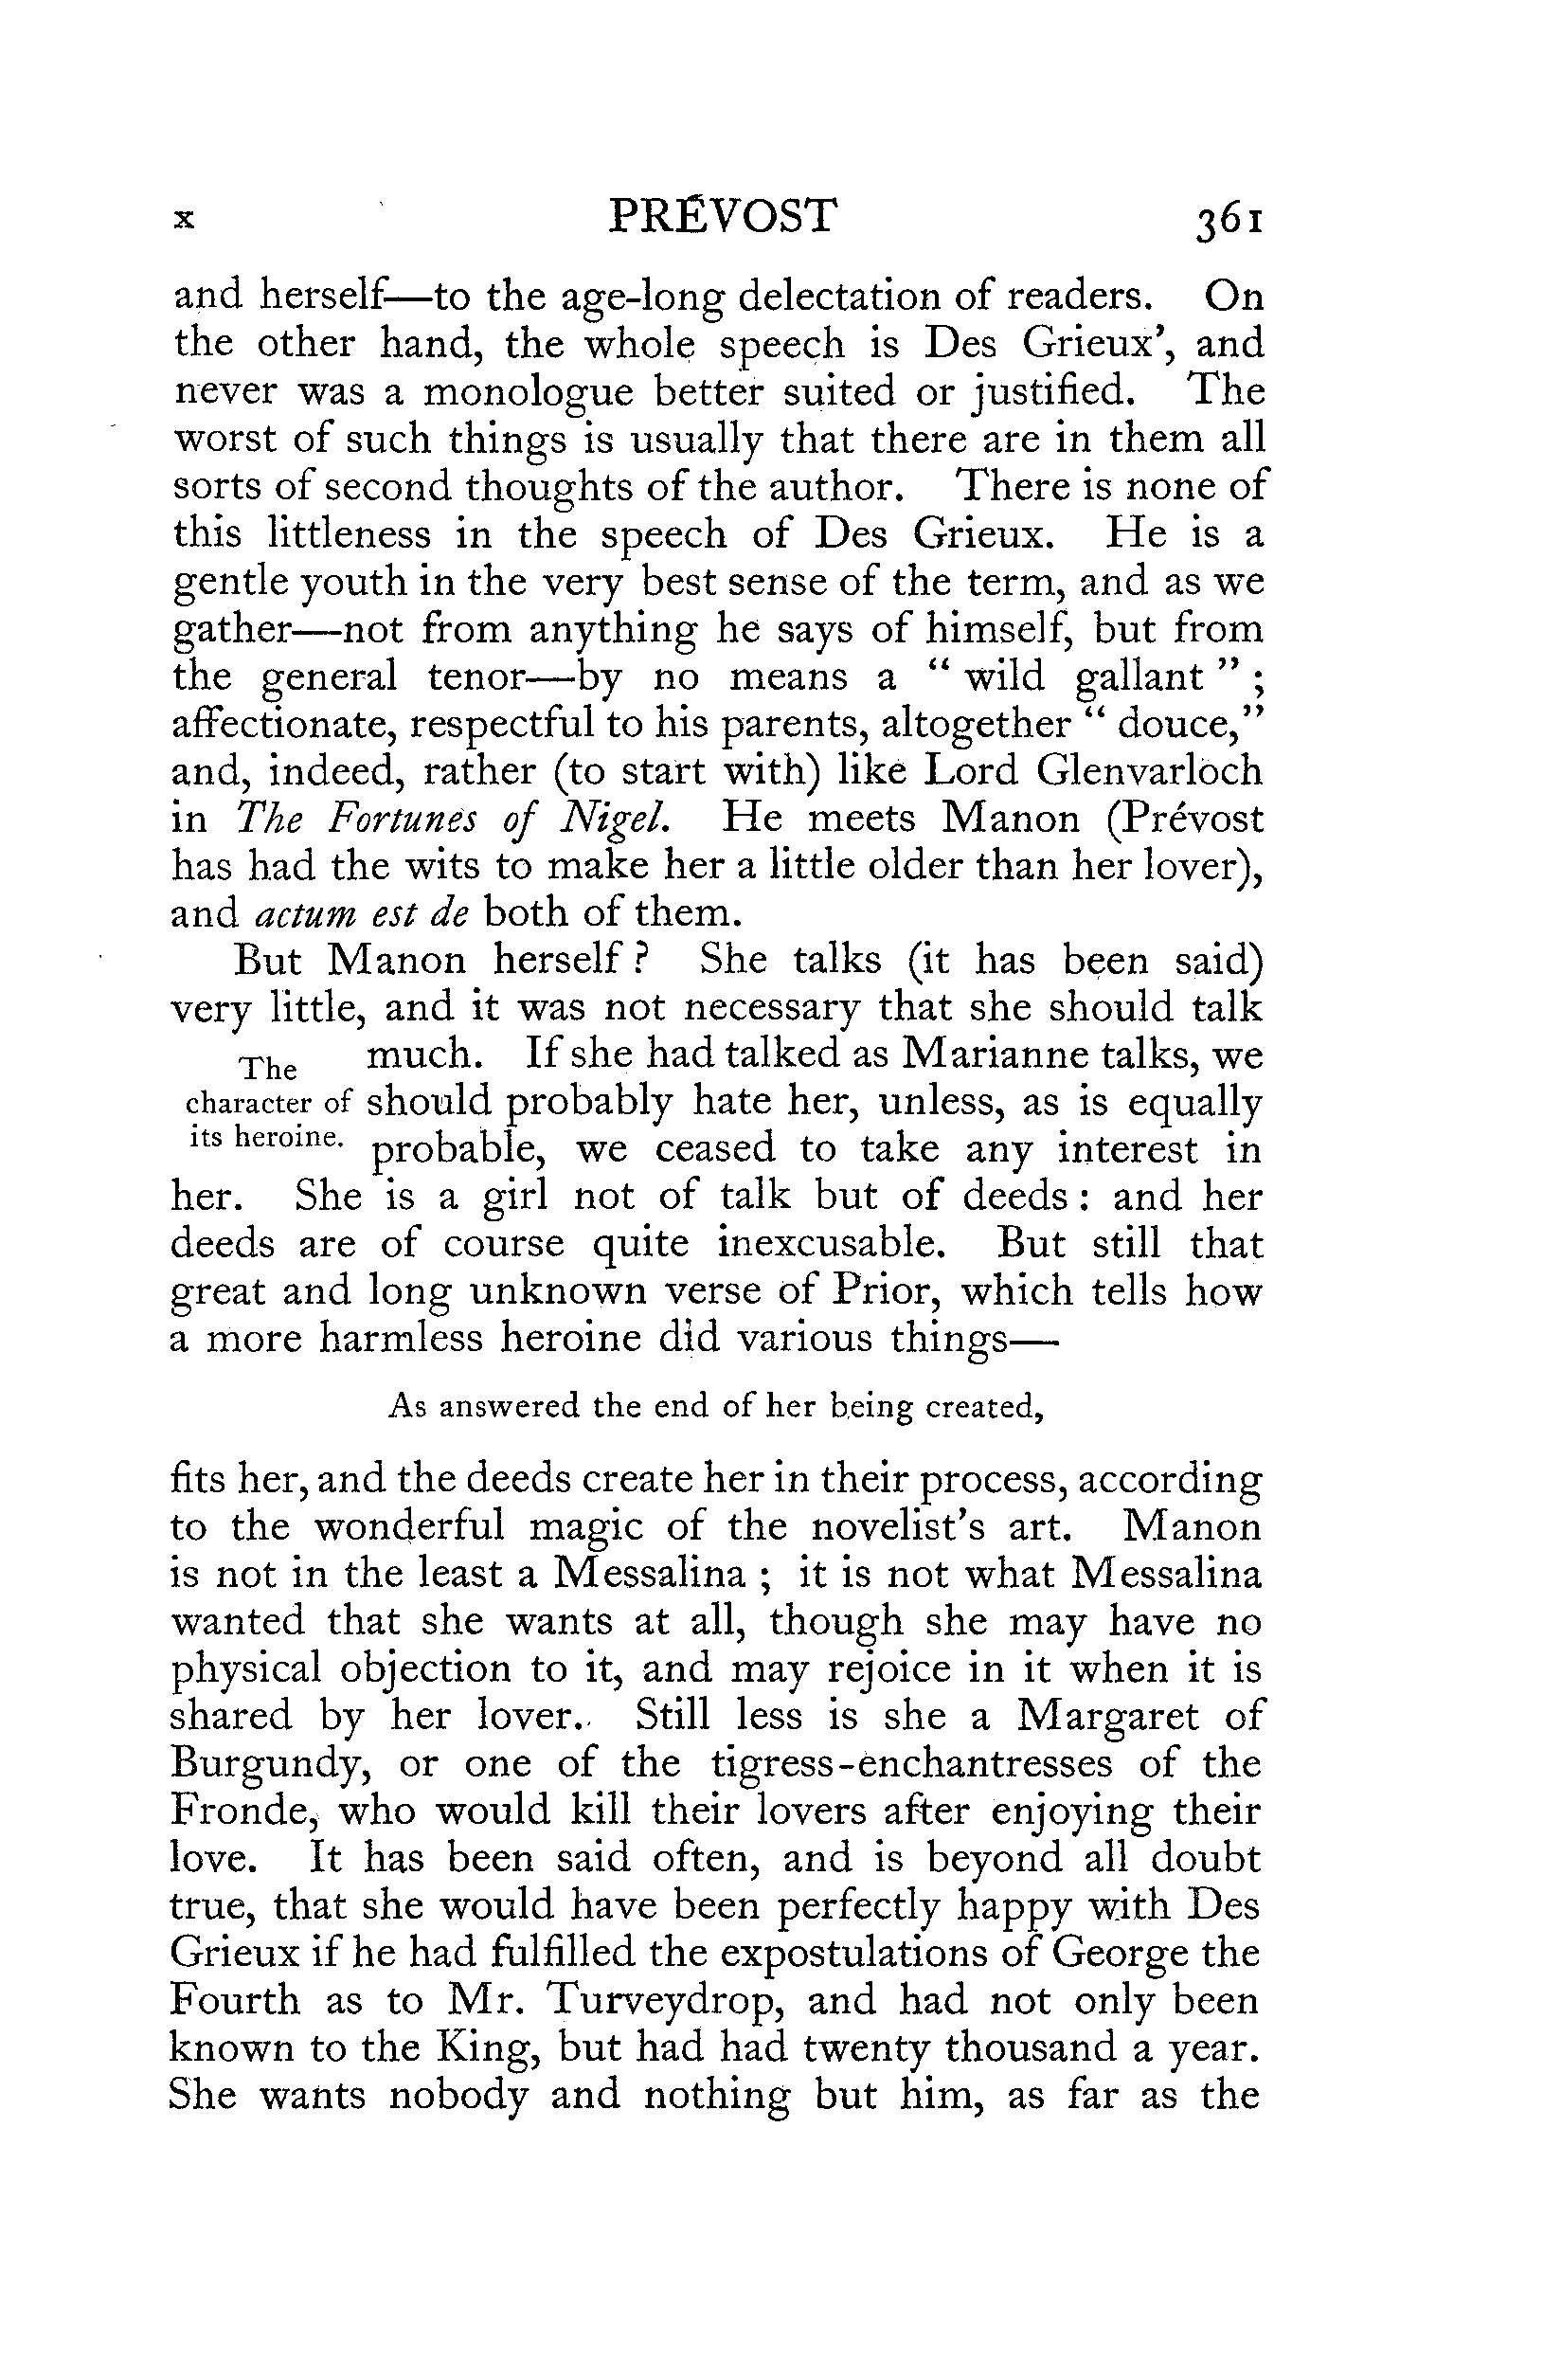 x PRÉVOST 361
and herself—to the age-long delectation of readers. On
the other hand, the whole speech is Des Grieux’, and
never was a monologue better suited or justified. The
worst of such things is usually that there are in them all
sorts of second thoughts of the author. There is none of
this littleness in the speech of Des Grieux. He is a
gentle youth in the very best sense of the term, and as we
gather—not from anything he says of himself, but from
the general tenor—by no means a “ wild gallant ” ;
affectionate, respectful to his parents, altogether “ douce,”
and, indeed, rather (to start with) like Lord Glenvarloch
in The Fortunes of Nigel. He meets Manon (Prévost
has had the wits to make her a little older than her lover),
and actum est de both of them.
But Manon herself ? She talks (it has been said)
very little, and it was not necessary that she should talk
The
character of
its heroine.
much. If she had talked as Marianne talks, we
should probably hate her, unless, as is equally
probable, we ceased to take any interest in
her. She is a girl not of talk but of deeds : and her
deeds are of course quite inexcusable. But still that
great and long unknown verse of Prior, which tells how
a more harmless heroine did various things—
As answered the end of her being created,
fits her, and the deeds create her in their process, according
to the wonderful magic of the novelist’s art. Manon
is not in the least a Messalina ; it is not what Messalina
wanted that she wants at all, though she may have no
physical objection to it, and may rejoice in it when it is
shared by her lover. Still less is she a Margaret of
Burgundy, or one of the tigress-enchantresses of the
Fronde, who would kill their lovers after enjoying their
love. It has been said often, and is beyond all doubt
true, that she would have been perfectly happy with Des
Grieux if he had fulfilled the expostulations of George the
Fourth as to Mr. Turveydrop, and had not only been
known to the King, but had had twenty thousand a year.
She wants nobody and nothing but him, as far as the